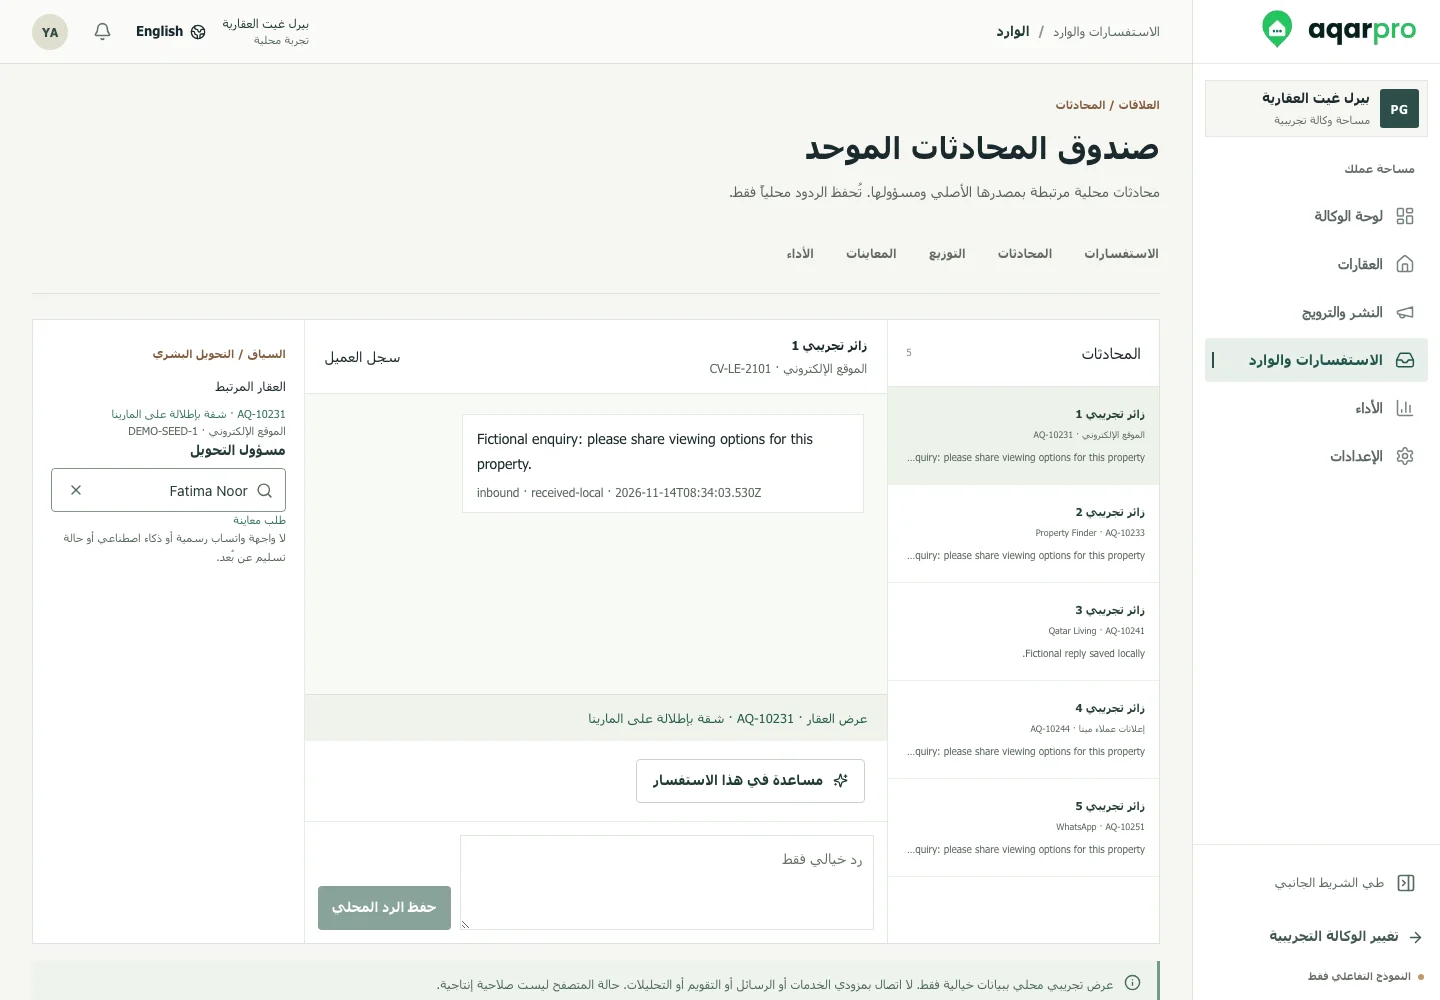 aqarpro
PG
بيرل غيت العقارية
مساحة وكالة تجريبية
مساحة عملك
لوحة الوكالة
العقارات
النشر والترويج
الاستفسارات والوارد
الأداء
الإعدادات
طي الشريط الجانبي
تغيير الوكالة التجريبية
النموذج التفاعلي فقط
الاستفسارات والوارد / الوارد
بيرل غيت العقارية
تجربة محلية
English
YA
العلاقات / المحادثات
صندوق المحادثات الموحد
محادثات محلية مرتبطة بمصدرها الأصلي ومسؤولها. تُحفظ الردود محلياً فقط.
الاستفسارات
المحادثات
التوزيع
المعاينات
الأداء
المحادثات
5
زائر تجريبي 1
الموقع الإلكتروني · AQ-10231
...quiry: please share viewing options for this property
زائر تجريبي 2
Property Finder · AQ-10233
...quiry: please share viewing options for this property
زائر تجريبي 3
Qatar Living · AQ-10241
Fictional reply saved locally.
زائر تجريبي 4
إعلانات عملاء ميتا · AQ-10244
...quiry: please share viewing options for this property
زائر تجريبي 5
WhatsApp · AQ-10251
...quiry: please share viewing options for this property
زائر تجريبي 1
الموقع الإلكتروني · CV-LE-2101
سجل العميل
Fictional enquiry: please share viewing options for this
property.
inbound · received-local · 2026-11-14T08:34:03.530Z
عرض العقار · AQ-10231 · شقة بإطلالة على المارينا
مساعدة في هذا الاستفسار
رد خيالي فقط
حفظ الرد المحلي
السياق / التحويل البشري
العقار المرتبط
AQ-10231 · شقة بإطلالة على المارينا
الموقع الإلكتروني · DEMO-SEED-1
مسؤول التحويل
Fatima Noor
طلب معاينة
لا واجهة واتساب رسمية أو ذكاء اصطناعي أو حالة
تسليم عن بُعد.
عرض تجريبي محلي ببيانات خيالية فقط. لا اتصال بمزودي الخدمات أو الرسائل أو التقويم أو التحليلات. حالة المتصفح ليست صلاحية إنتاجية.